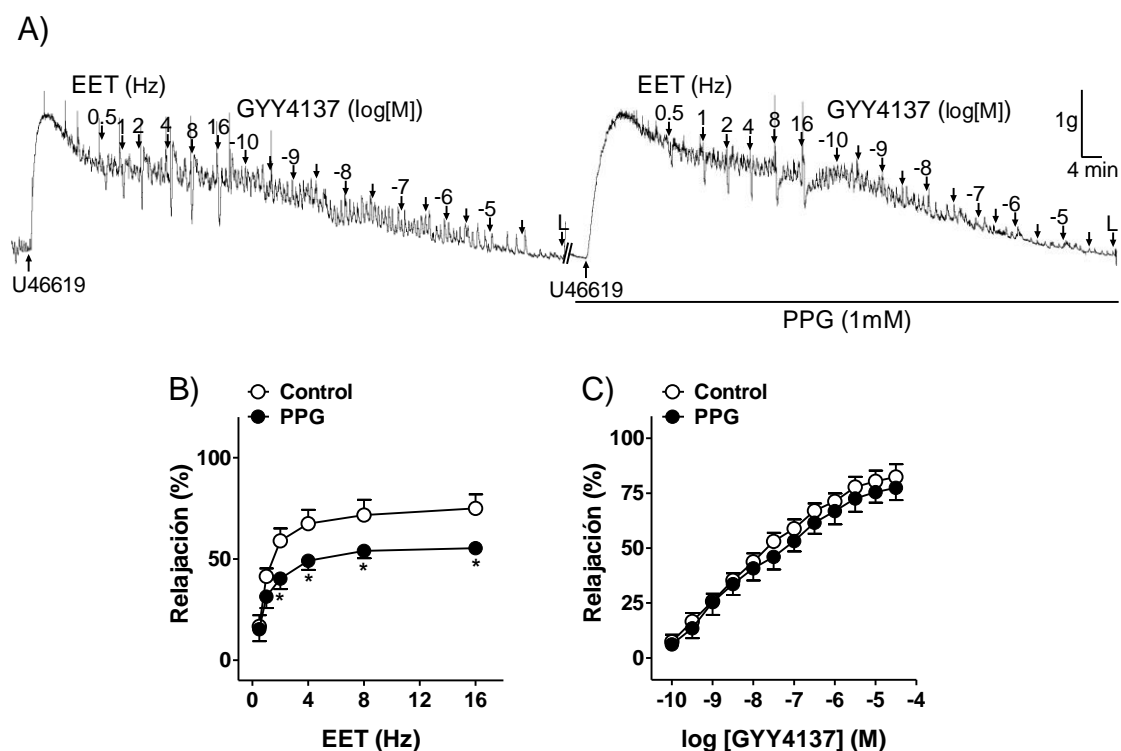 A)
EET (Hz)
GYY4137 (log[M])
0.5 1 2 4 8 16 -10 -9 -8 -7 -6 -5 L
U46619
EET (Hz)
GYY4137 (log[M])
0.5 1 2 4 8 16 -10 -9 -8 -7 -6 -5 L
U46619
1g
4 min
PPG (1mM)
B)
Control
PPG
Relajación (%)
100
50
0
* * * *
0 4 8 12 16
EET (Hz)
C)
Control
PPG
Relajación (%)
100
75
50
25
0
-10 -9 -8 -7 -6 -5 -4
log [GYY4137] (M)